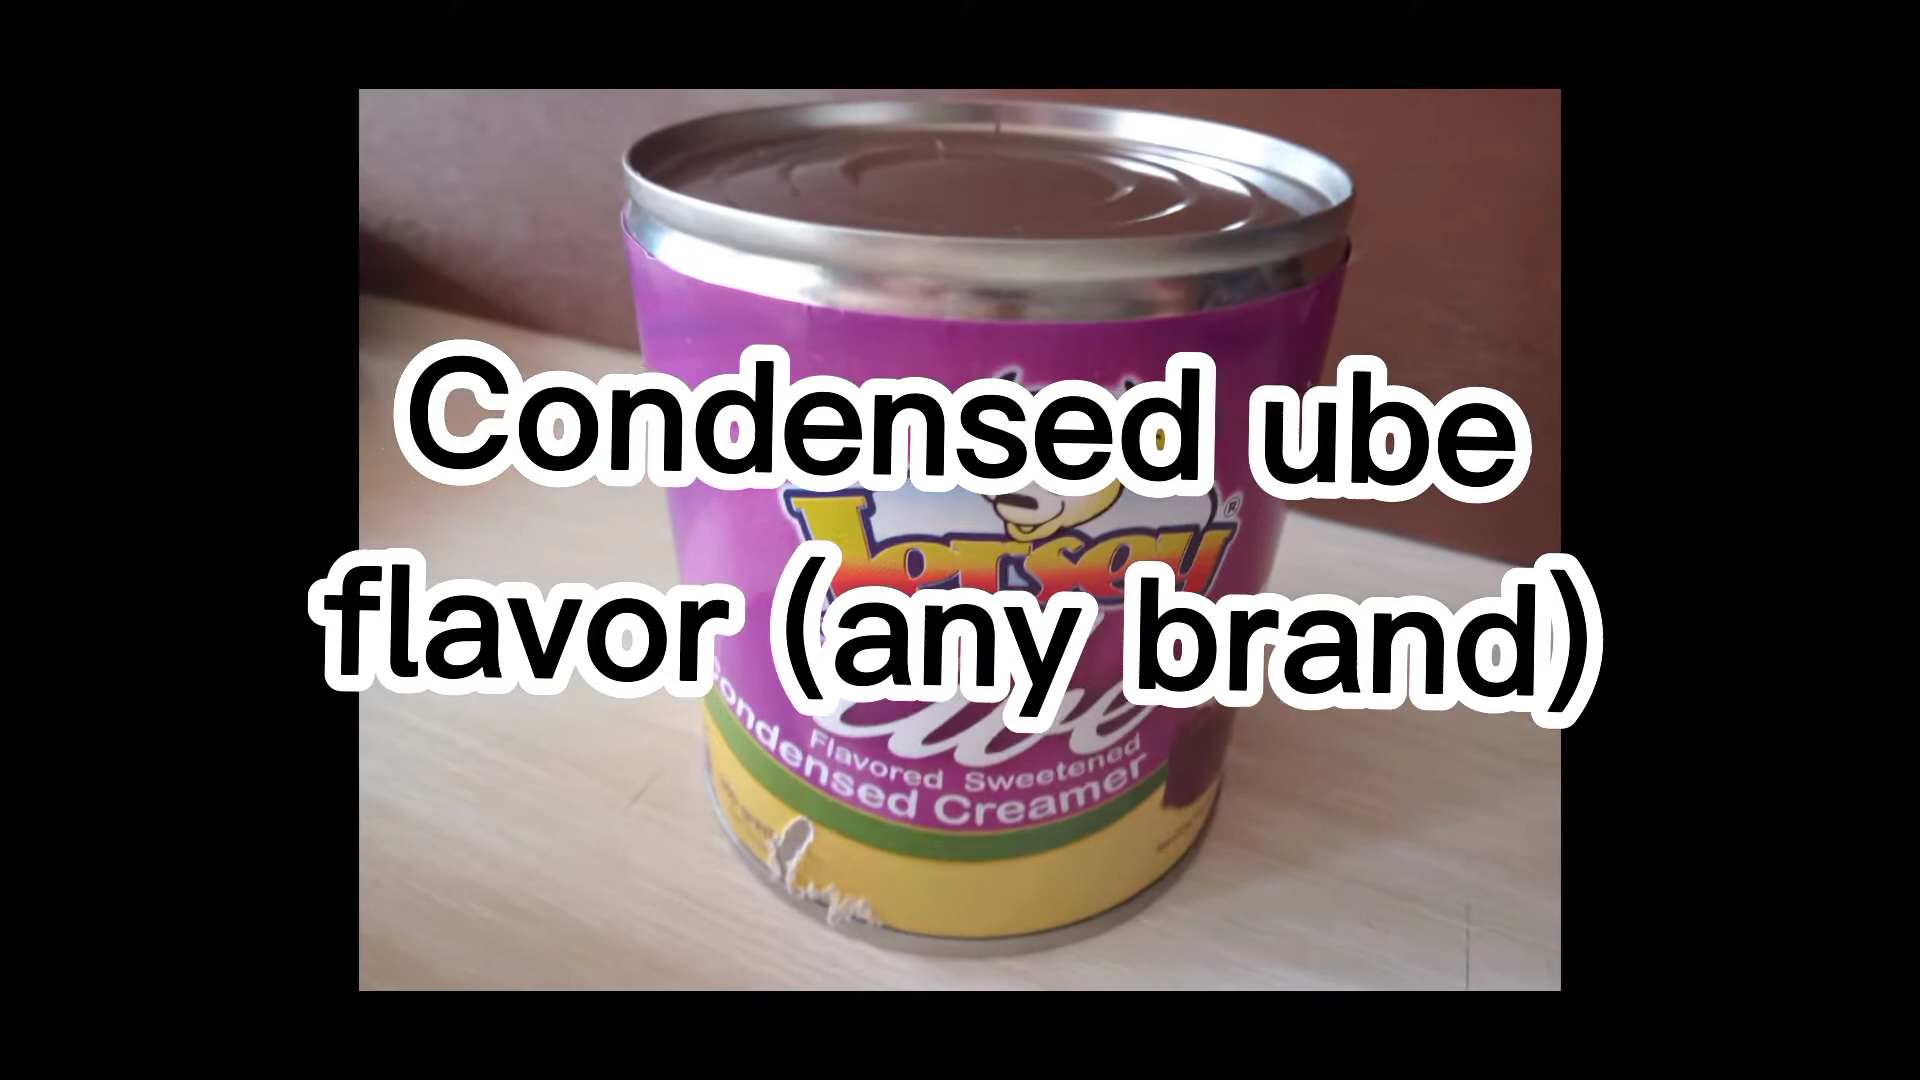 Condensed ube
flavor (any brand)
Jersey
®
Ube
Flavored Sweetened
Condensed Creamer